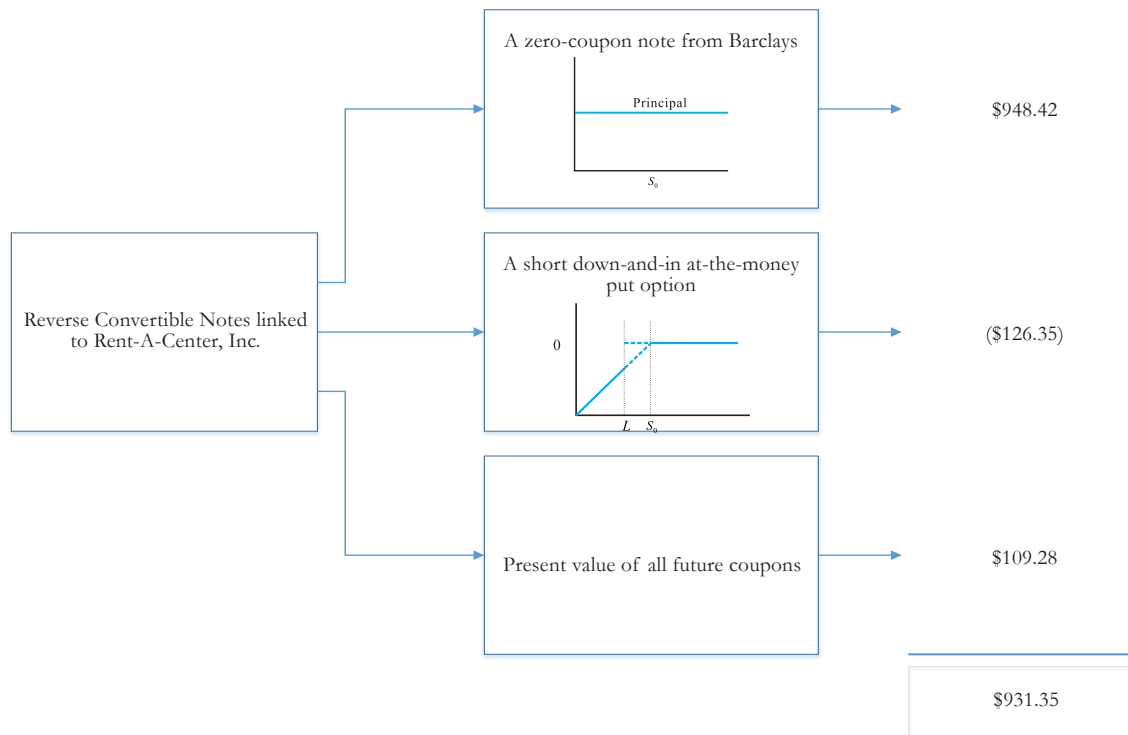 A zero-coupon note from Barclays
Principal
S₀
$948.42
Reverse Convertible Notes linked
to Rent-A-Center, Inc.
A short down-and-in at-the-money
put option
0
L S₀
($126.35)
Present value of all future coupons
$109.28
$931.35